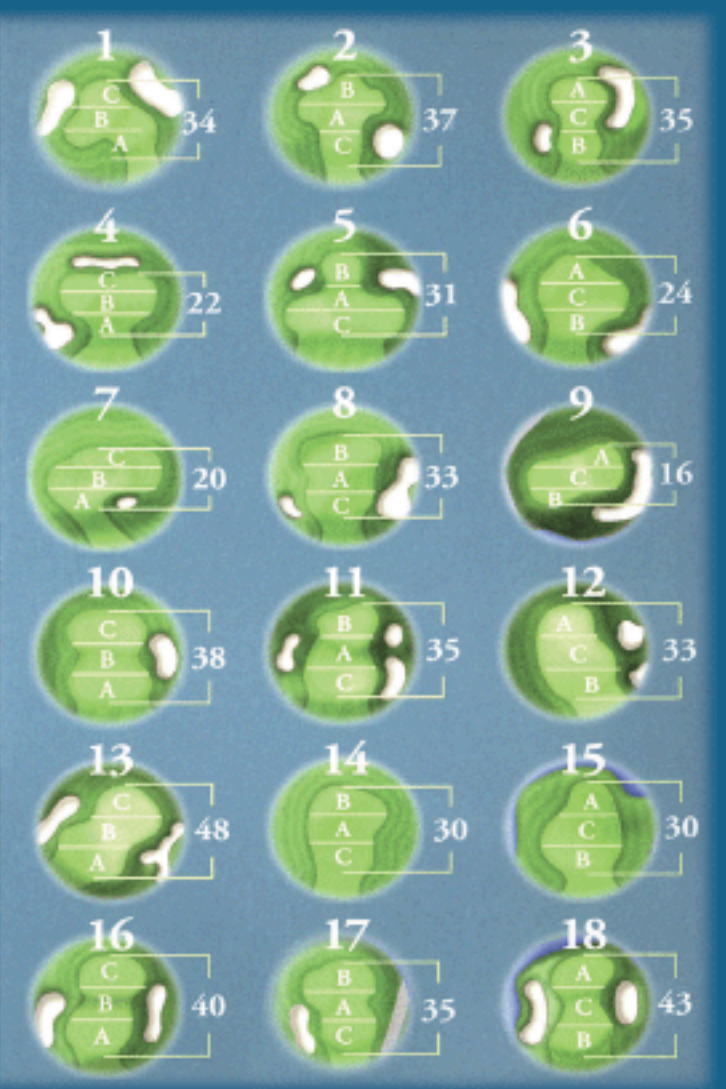 1 2 3
C B A
B A C
A C B
34 37 35
4 5 6
C B A
B A C
A C B
22 31 24
7 8 9
C B A
B A C
A C B
20 33 16
10 11 12
C B A
B A C
A C B
38 35 33
13 14 15
C B A
B A C
A C B
48 30 30
16 17 18
C B A
B A C
A C B
40 35 43